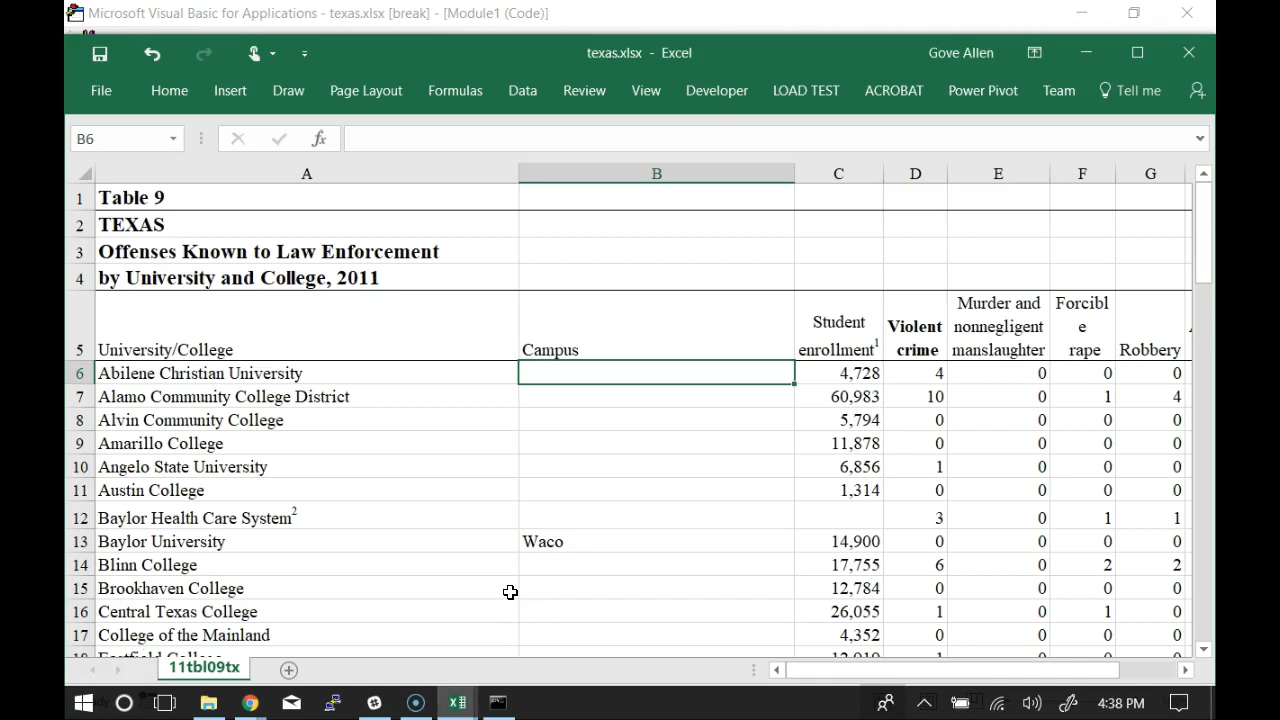 Microsoft Visual Basic for Applications - texas.xlsx [break] - [Module1 (Code)]
texas.xlsx - Excel
Gove Allen
File Home Insert Draw Page Layout Formulas Data Review View Developer LOAD TEST ACROBAT Power Pivot Team Tell me
B6 fx
A B C D E F G
1 Table 9
2 TEXAS
3 Offenses Known to Law Enforcement
4 by University and College, 2011
5 University/College Campus Student enrollment1 Violent crime Murder and nonnegligent manslaughter Forcibl e rape Robbery
6 Abilene Christian University 4,728 4 0 0 0
7 Alamo Community College District 60,983 10 0 1 4
8 Alvin Community College 5,794 0 0 0 0
9 Amarillo College 11,878 0 0 0 0
10 Angelo State University 6,856 1 0 0 0
11 Austin College 1,314 0 0 0 0
12 Baylor Health Care System2 3 0 1 1
13 Baylor University Waco 14,900 0 0 0 0
14 Blinn College 17,755 6 0 2 2
15 Brookhaven College 12,784 0 0 0 0
16 Central Texas College 26,055 1 0 1 0
17 College of the Mainland 4,352 0 0 0 0
11tbl09tx
4:38 PM